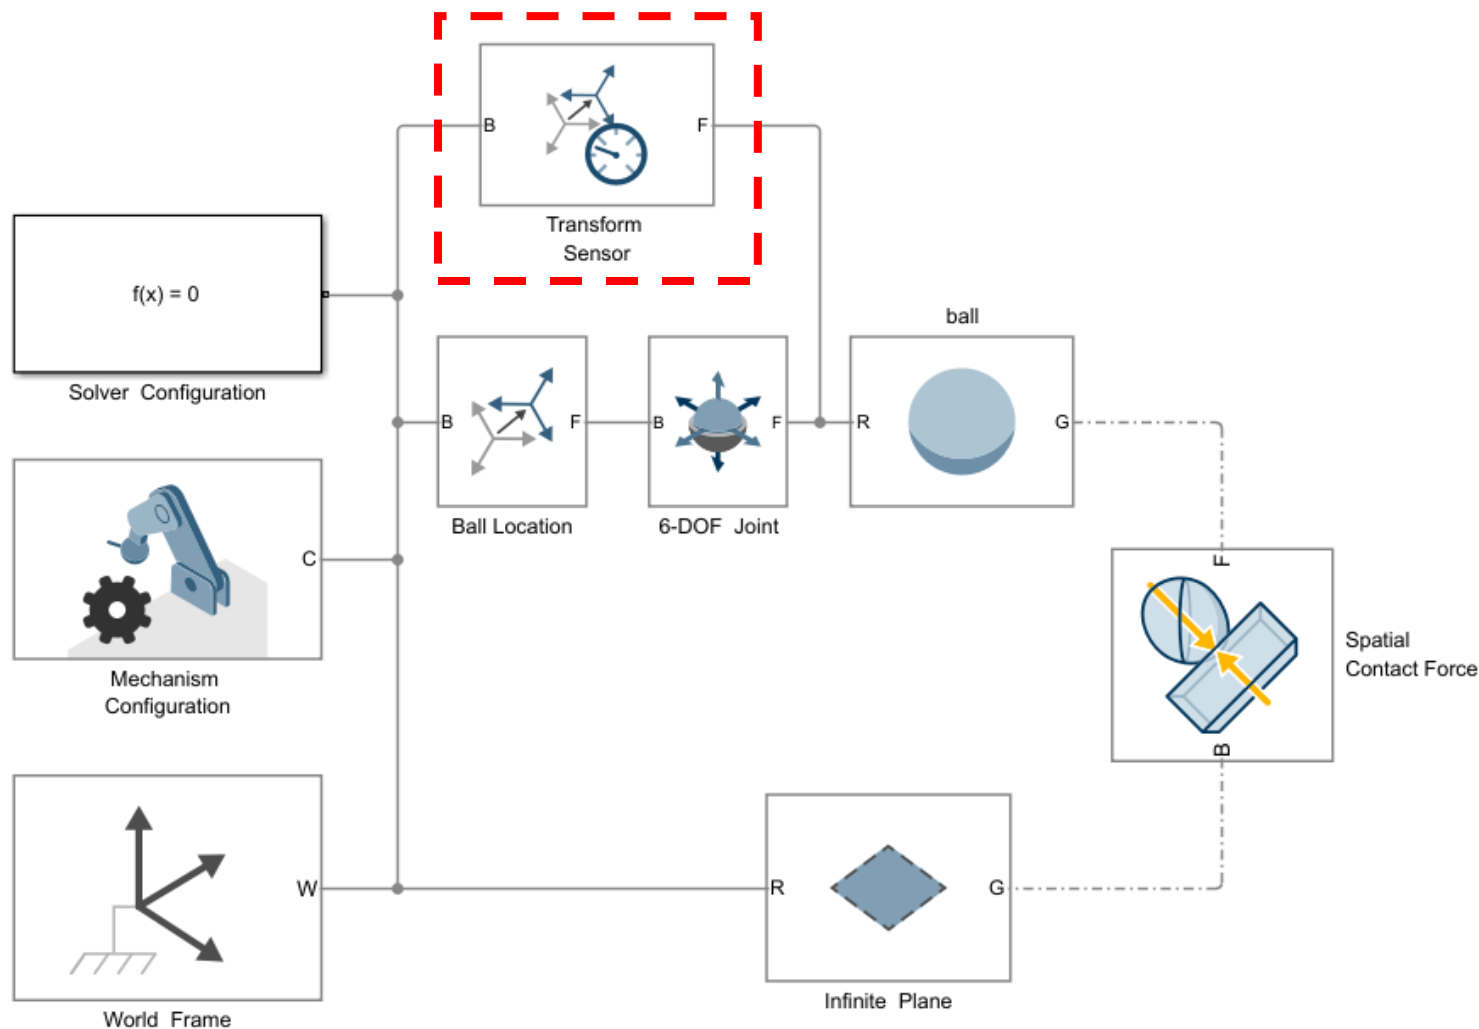 B
F
Transform
Sensor
f(x) = 0
Solver Configuration
ball
B
F
B
F
R
G
Ball Location
6-DOF Joint
C
Mechanism
Configuration
F
B
Spatial
Contact Force
W
R
G
World Frame
Infinite Plane